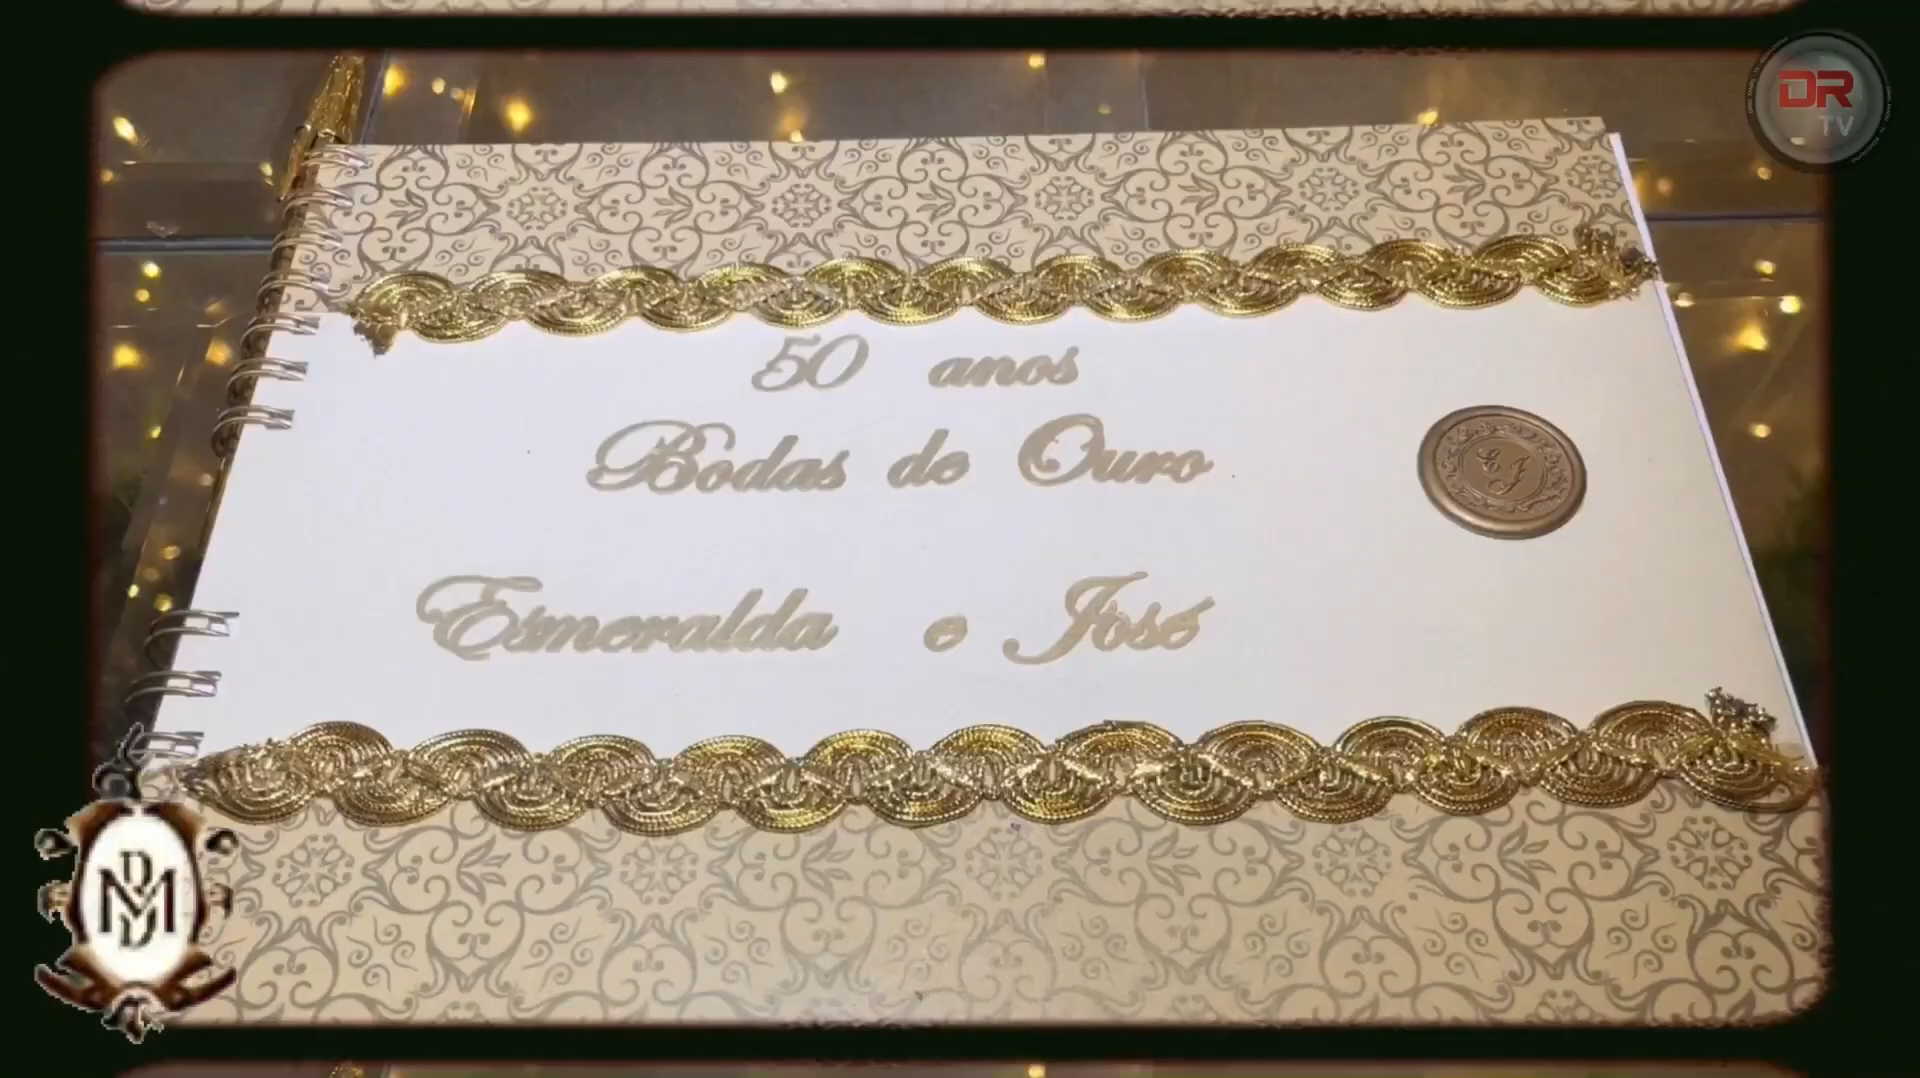 DR
TV
50 anos
Bodas de Ouro
E J
Esmeralda e José